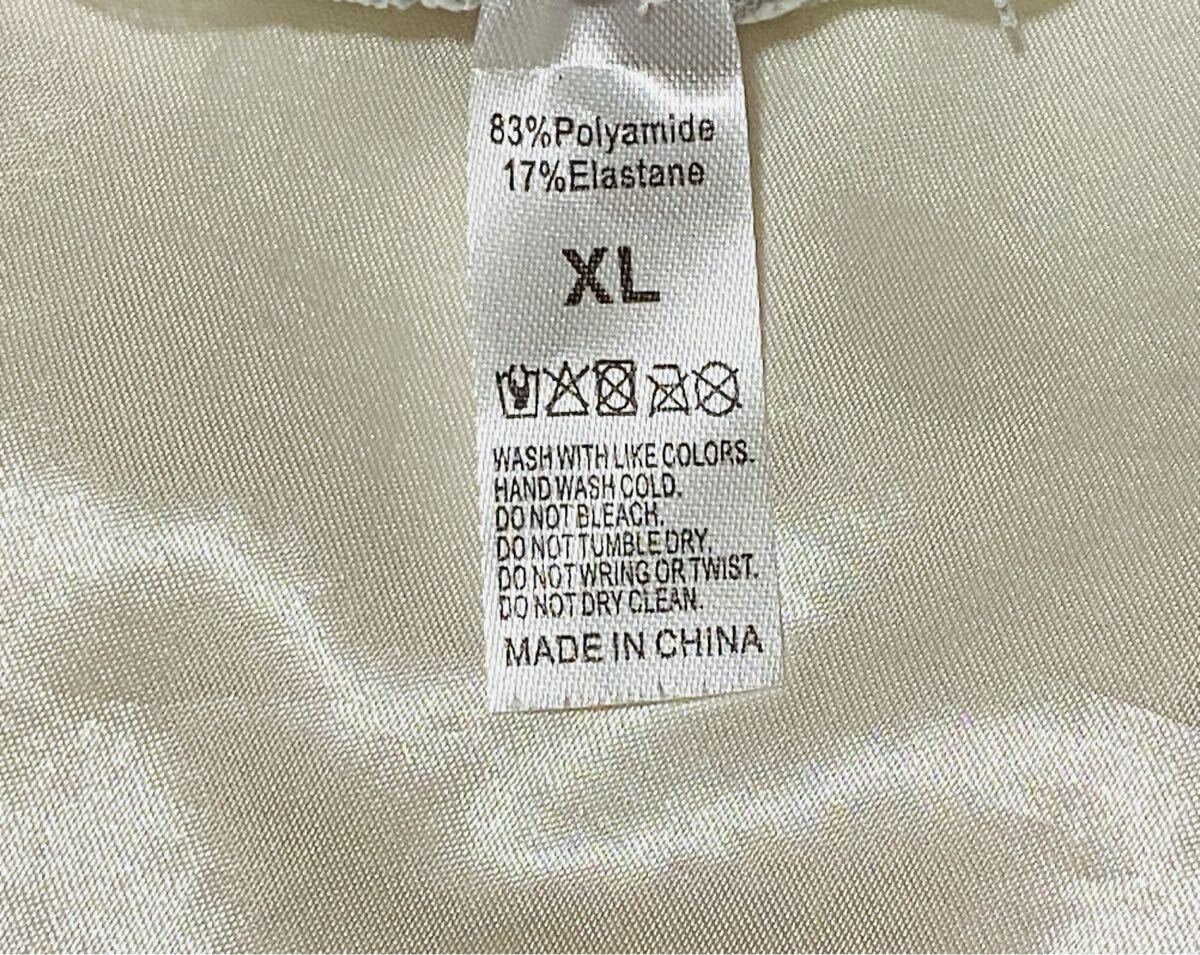 83%Polyamide
17%Elastane
XL
WASH WITH LIKE COLORS.
HAND WASH COLD.
DO NOT BLEACH.
DO NOT TUMBLE DRY.
DO NOT WRING OR TWIST.
DO NOT DRY CLEAN.
MADE IN CHINA